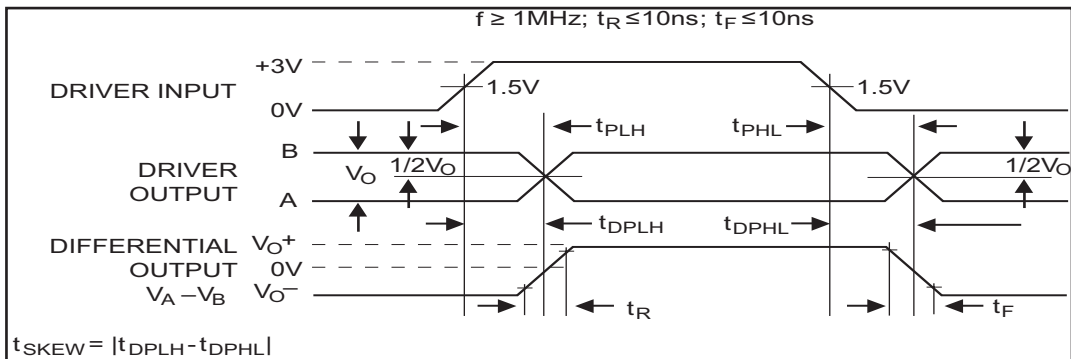 f ≥ 1MHz; tR ≤10ns; tF ≤10ns
+3V
DRIVER INPUT
1.5V
1.5V
0V
tPLH
tPHL
B
DRIVER OUTPUT
VO
1/2VO
1/2VO
A
tDPLH
tDPHL
DIFFERENTIAL OUTPUT
VA –VB
VO+
0V
VO–
tR
tF
tSKEW = |tDPLH - tDPHL|